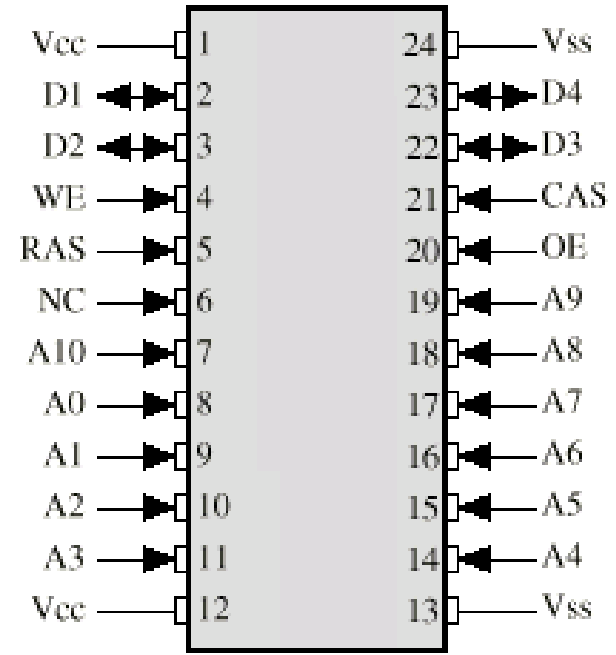 Vcc 1 24 Vss
D1 2 23 D4
D2 3 22 D3
WE 4 21 CAS
RAS 5 20 OE
NC 6 19 A9
A10 7 18 A8
A0 8 17 A7
A1 9 16 A6
A2 10 15 A5
A3 11 14 A4
Vcc 12 13 Vss